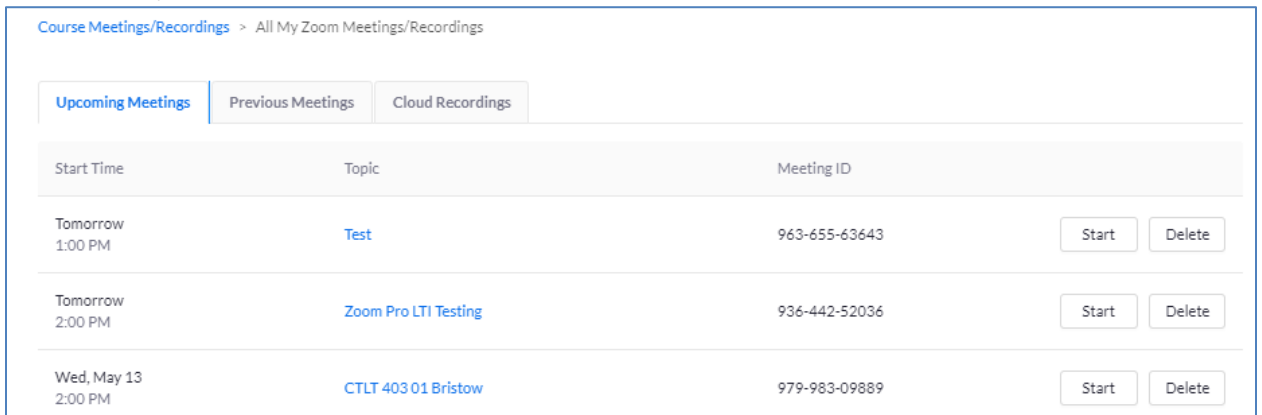 Course Meetings/Recordings > All My Zoom Meetings/Recordings
Upcoming Meetings Previous Meetings Cloud Recordings
Start Time Topic Meeting ID
Tomorrow
1:00 PM Test 963-655-63643 Start Delete
Tomorrow
2:00 PM Zoom Pro LTI Testing 936-442-52036 Start Delete
Wed, May 13
2:00 PM CTLT 403 01 Bristow 979-983-09889 Start Delete